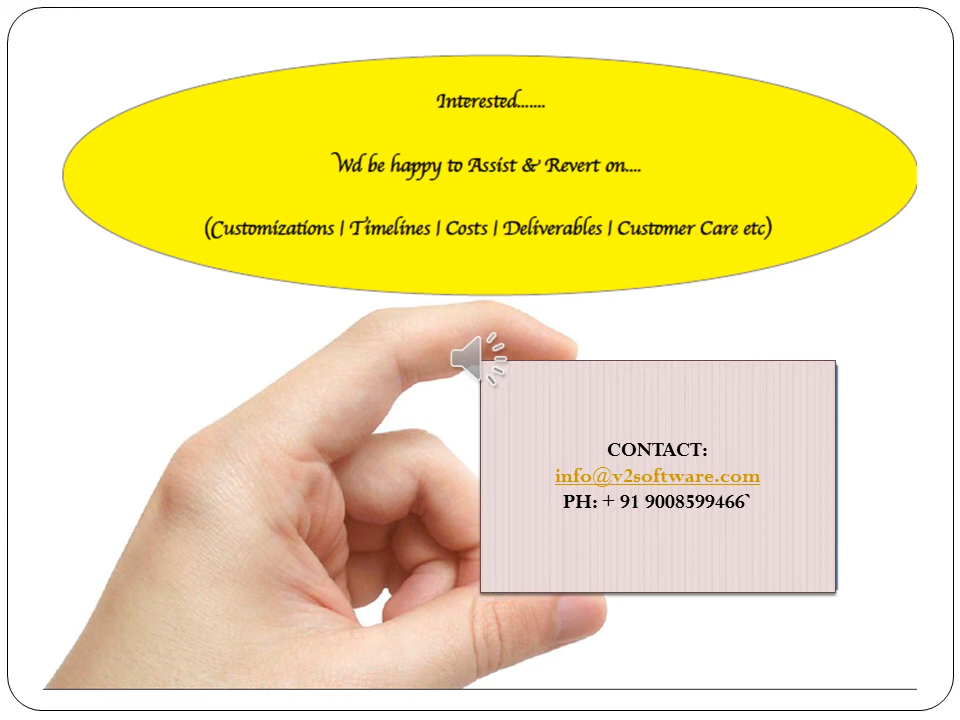 Interested.......
Wd be happy to Assist & Revert on....
(Customizations | Timelines | Costs | Deliverables | Customer Care etc)
CONTACT:
info@v2software.com
PH: + 91 9008599466`